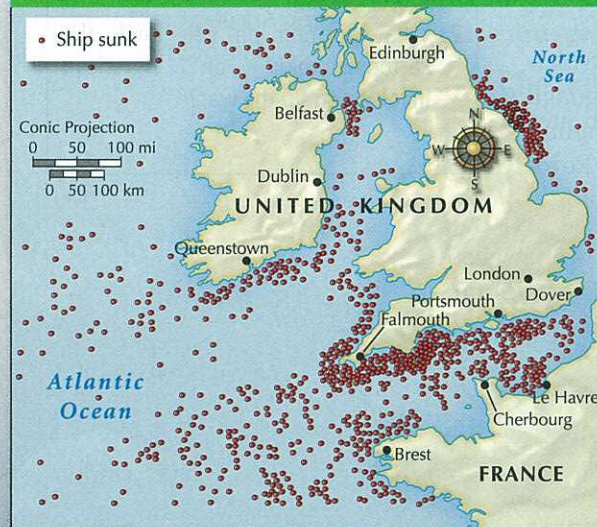 Ship sunk
Edinburgh
North
Sea
Belfast
Conic Projection
0 50 100 mi
0 50 100 km
N
W E
S
Dublin
UNITED KINGDOM
Queenstown
London
Portsmouth
Dover
Falmouth
Atlantic
Ocean
Le Havre
Cherbourg
Brest
FRANCE